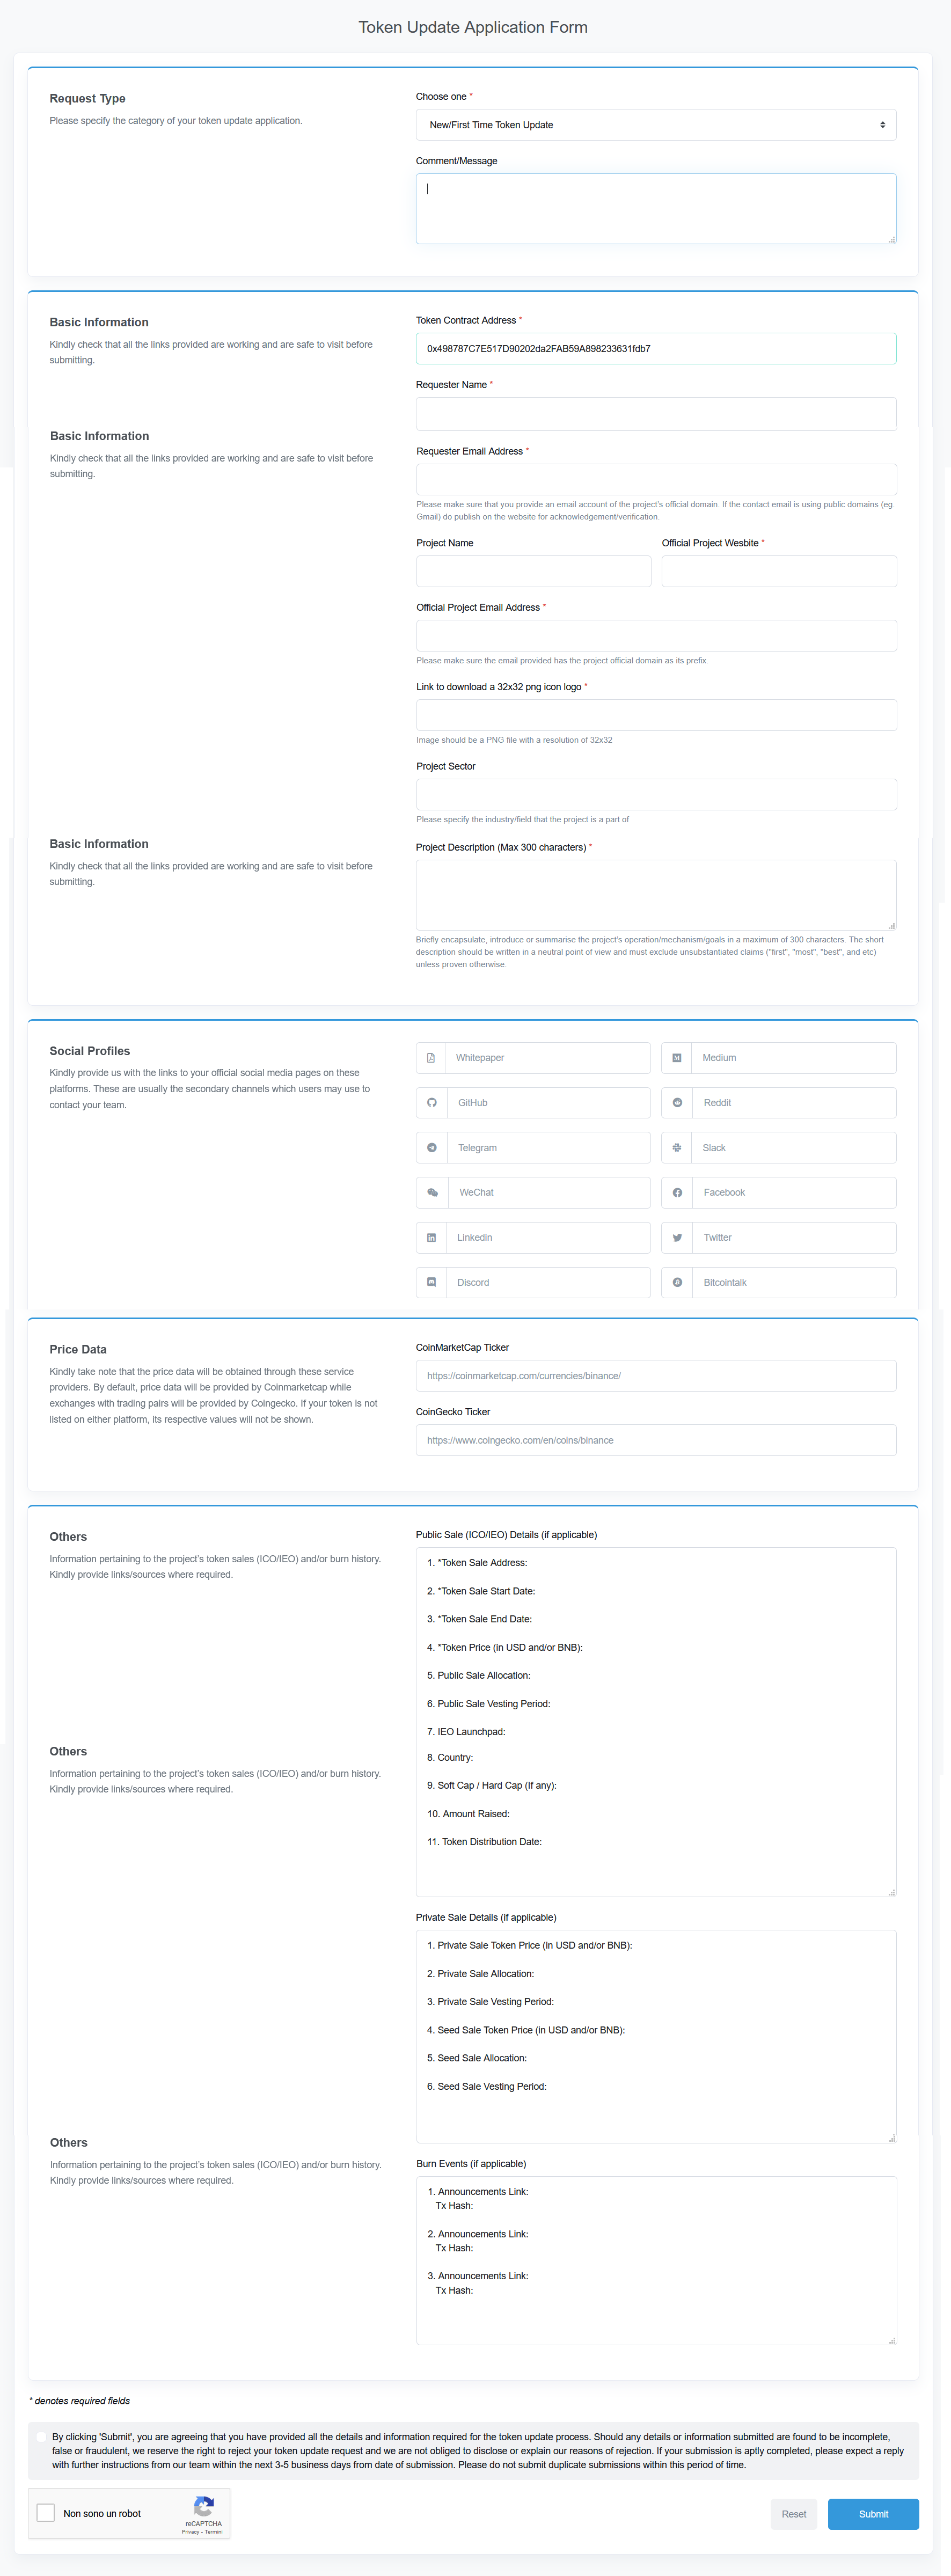 Token Update Application Form
Request Type
Please specify the category of your token update application.
Choose one *
New/First Time Token Update
Comment/Message
Basic Information
Kindly check that all the links provided are working and are safe to visit before
submitting.
Token Contract Address *
0x498787C7E517D90202da2FAB59A898233631fdb7
Requester Name *
Basic Information
Kindly check that all the links provided are working and are safe to visit before
submitting.
Requester Email Address *
Please make sure that you provide an email account of the project's official domain. If the contact email is using public domains (eg.
Gmail) do publish on the website for acknowledgement/verification.
Project Name
Official Project Wesbite *
Official Project Email Address *
Please make sure the email provided has the project official domain as its prefix.
Link to download a 32x32 png icon logo *
Image should be a PNG file with a resolution of 32x32
Project Sector
Please specify the industry/field that the project is a part of
Basic Information
Kindly check that all the links provided are working and are safe to visit before
submitting.
Project Description (Max 300 characters) *
Briefly encapsulate, introduce or summarise the project's operation/mechanism/goals in a maximum of 300 characters. The short
description should be written in a neutral point of view and must exclude unsubstantiated claims ("first", "most", "best", and etc)
unless proven otherwise.
Social Profiles
Kindly provide us with the links to your official social media pages on these
platforms. These are usually the secondary channels which users may use to
contact your team.
Whitepaper
Medium
GitHub
Reddit
Telegram
Slack
WeChat
Facebook
Linkedin
Twitter
Discord
Bitcointalk
Price Data
Kindly take note that the price data will be obtained through these service
providers. By default, price data will be provided by Coinmarketcap while
exchanges with trading pairs will be provided by Coingecko. If your token is not
listed on either platform, its respective values will not be shown.
CoinMarketCap Ticker
https://coinmarketcap.com/currencies/binance/
CoinGecko Ticker
https://www.coingecko.com/en/coins/binance
Others
Information pertaining to the project's token sales (ICO/IEO) and/or burn history.
Kindly provide links/sources where required.
Public Sale (ICO/IEO) Details (if applicable)
1. *Token Sale Address:
2. *Token Sale Start Date:
3. *Token Sale End Date:
4. *Token Price (in USD and/or BNB):
5. Public Sale Allocation:
6. Public Sale Vesting Period:
7. IEO Launchpad:
Others
Information pertaining to the project's token sales (ICO/IEO) and/or burn history.
Kindly provide links/sources where required.
8. Country:
9. Soft Cap / Hard Cap (If any):
10. Amount Raised:
11. Token Distribution Date:
Private Sale Details (if applicable)
1. Private Sale Token Price (in USD and/or BNB):
2. Private Sale Allocation:
3. Private Sale Vesting Period:
4. Seed Sale Token Price (in USD and/or BNB):
5. Seed Sale Allocation:
6. Seed Sale Vesting Period:
Others
Information pertaining to the project's token sales (ICO/IEO) and/or burn history.
Kindly provide links/sources where required.
Burn Events (if applicable)
1. Announcements Link:
Tx Hash:
2. Announcements Link:
Tx Hash:
3. Announcements Link:
Tx Hash:
* denotes required fields
By clicking 'Submit', you are agreeing that you have provided all the details and information required for the token update process. Should any details or information submitted are found to be incomplete,
false or fraudulent, we reserve the right to reject your token update request and we are not obliged to disclose or explain our reasons of rejection. If your submission is aptly completed, please expect a reply
with further instructions from our team within the next 3-5 business days from date of submission. Please do not submit duplicate submissions within this period of time.
Non sono un robot
reCAPTCHA
Privacy - Termini
Reset
Submit